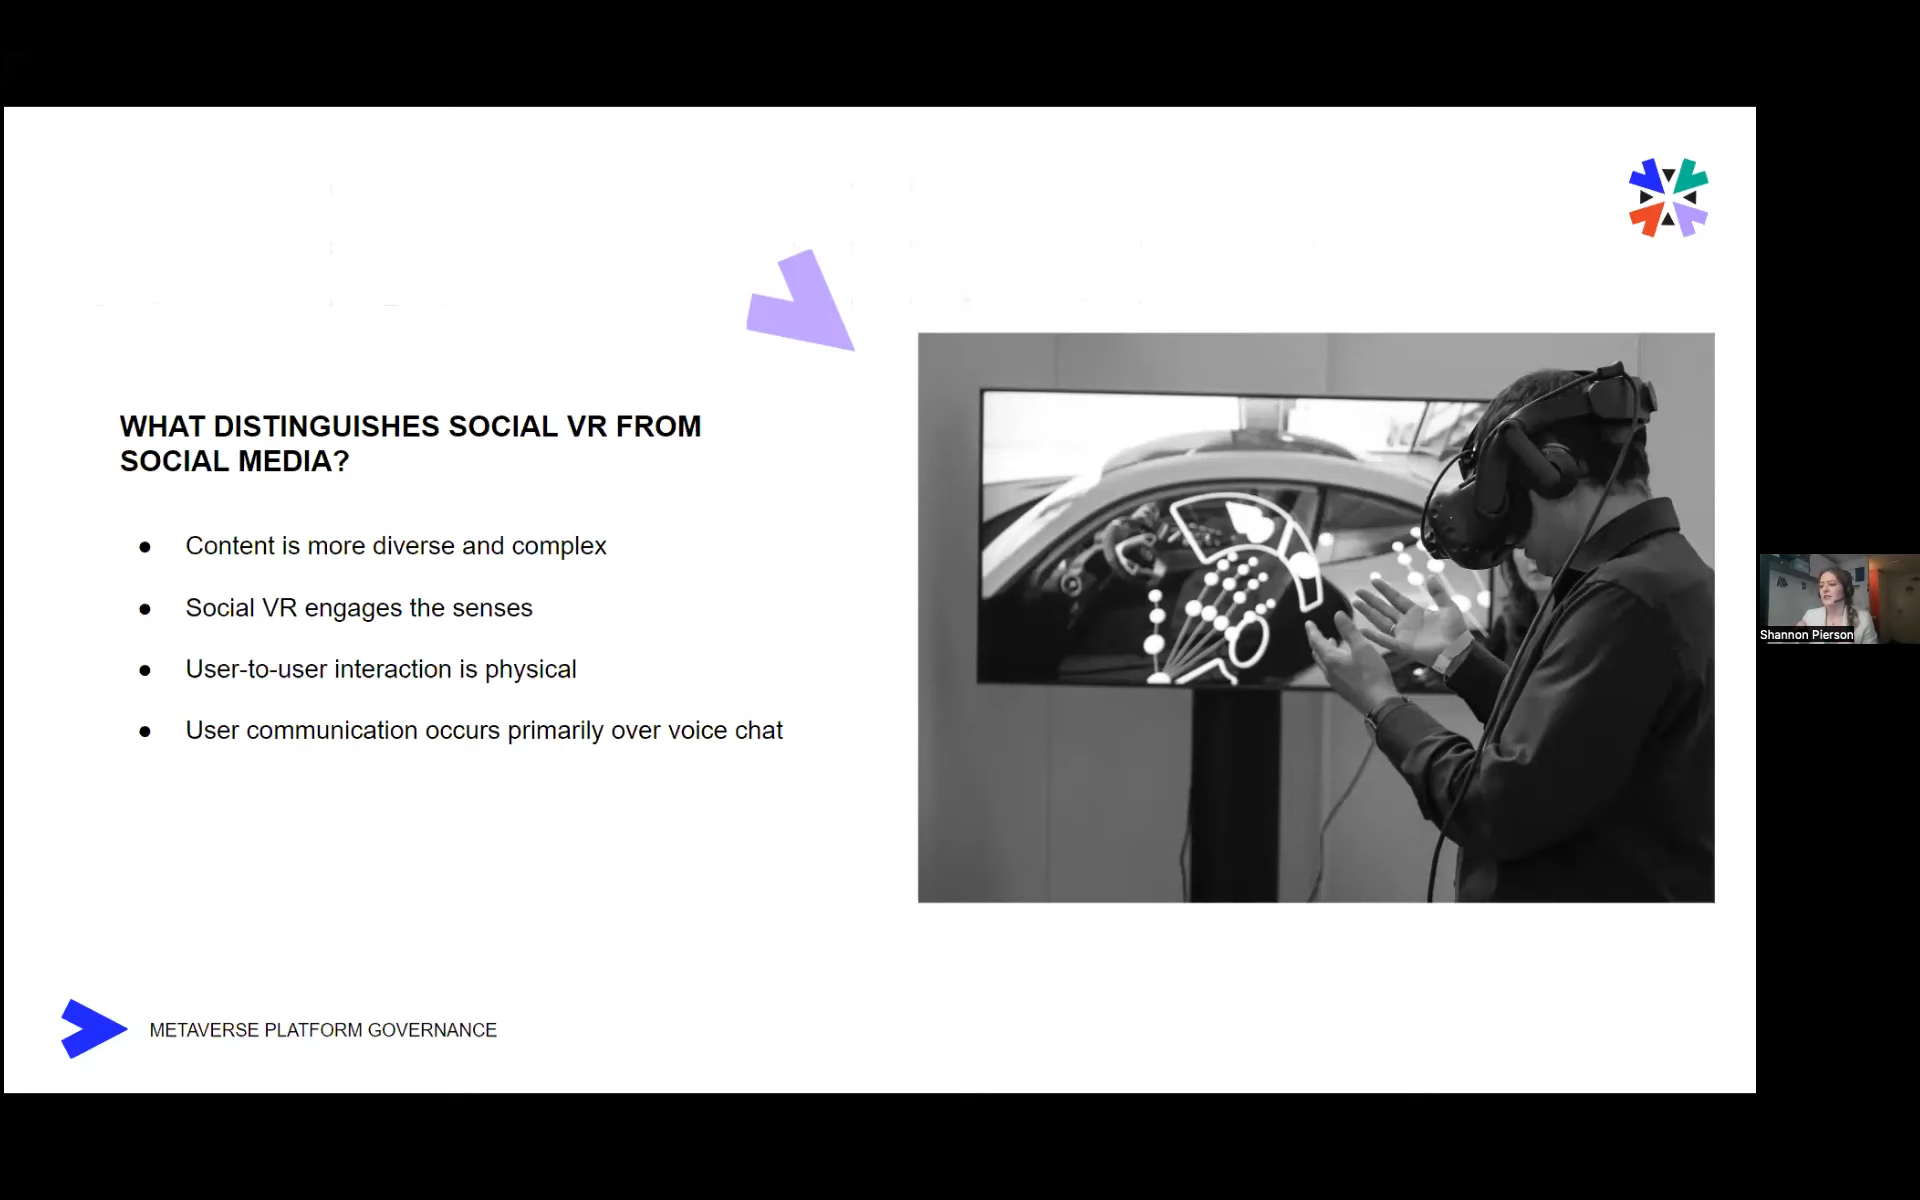 WHAT DISTINGUISHES SOCIAL VR FROM
SOCIAL MEDIA?
● Content is more diverse and complex
● Social VR engages the senses
● User-to-user interaction is physical
● User communication occurs primarily over voice chat
METAVERSE PLATFORM GOVERNANCE
Shannon Pierson